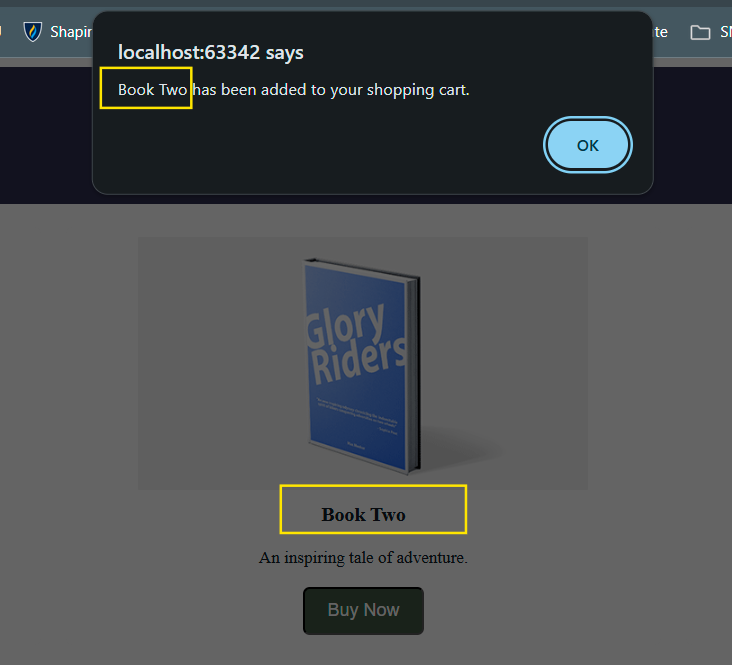 Shapin
te
SM
localhost:63342 says
Book Two has been added to your shopping cart.
OK
Glory
Riders
Book Two
An inspiring tale of adventure.
Buy Now